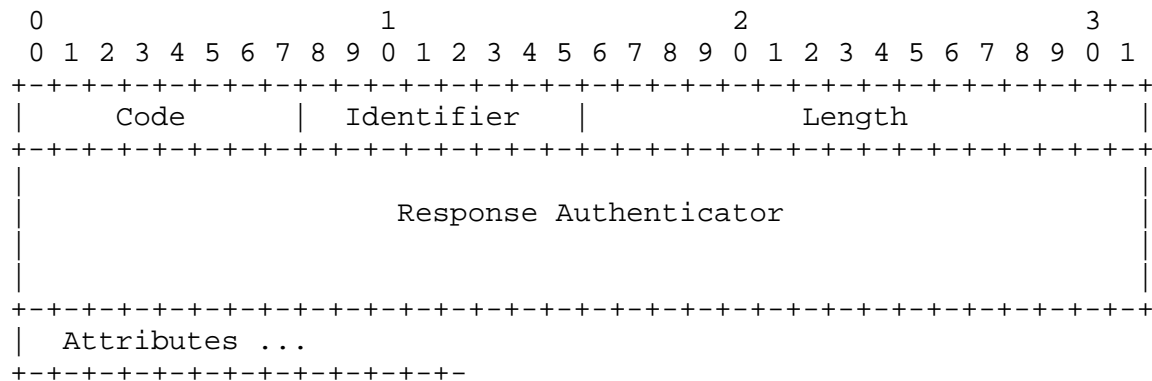 0                   1                   2                   3
 0 1 2 3 4 5 6 7 8 9 0 1 2 3 4 5 6 7 8 9 0 1 2 3 4 5 6 7 8 9 0 1
+-+-+-+-+-+-+-+-+-+-+-+-+-+-+-+-+-+-+-+-+-+-+-+-+-+-+-+-+-+-+-+-+
|     Code      |  Identifier   |            Length             |
+-+-+-+-+-+-+-+-+-+-+-+-+-+-+-+-+-+-+-+-+-+-+-+-+-+-+-+-+-+-+-+-+
|                                                               |
|                     Response Authenticator                    |
|                                                               |
|                                                               |
+-+-+-+-+-+-+-+-+-+-+-+-+-+-+-+-+-+-+-+-+-+-+-+-+-+-+-+-+-+-+-+-+
|  Attributes ...
+-+-+-+-+-+-+-+-+-+-+-+-+-